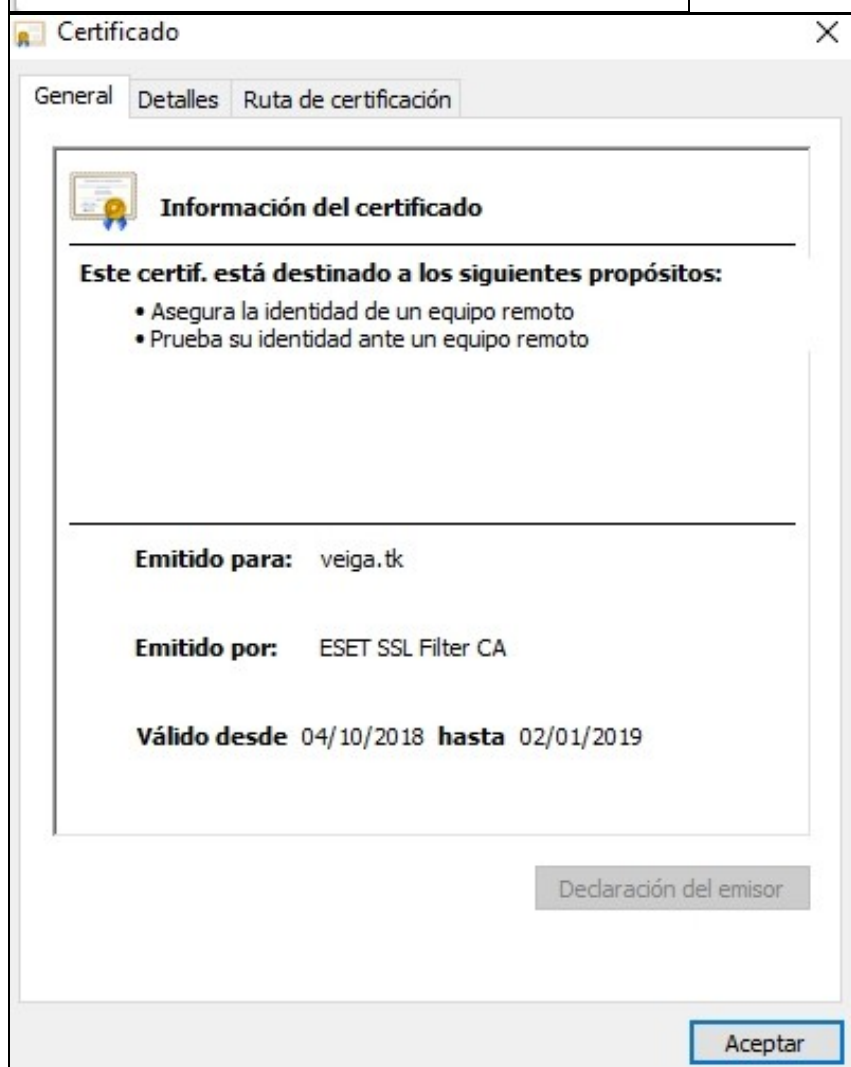 Certificado
General Detalles Ruta de certificación
Información del certificado
Este certif. está destinado a los siguientes propósitos:
• Asegura la identidad de un equipo remoto
• Prueba su identidad ante un equipo remoto
Emitido para: veiga.tk
Emitido por: ESET SSL Filter CA
Válido desde 04/10/2018 hasta 02/01/2019
Declaración del emisor
Aceptar